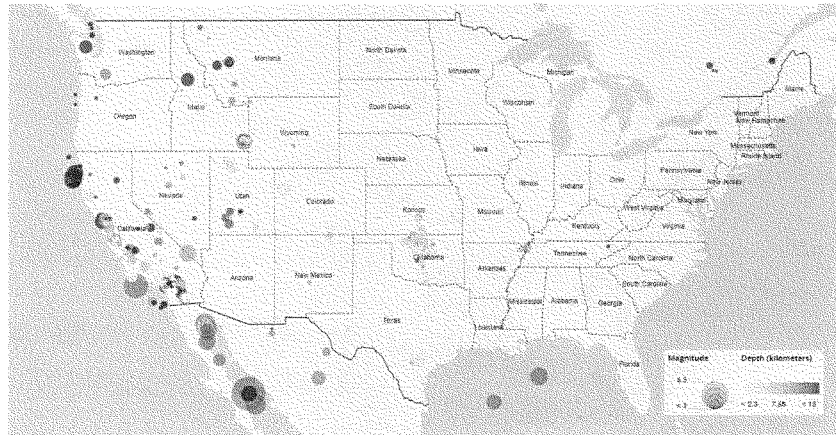 Washington
Montana
North Dakota
Minnesota
Michigan
Maine
Oregon
Idaho
Wyoming
South Dakota
Wisconsin
Vermont
New Hampshire
New York
Massachusetts
Rhode Island
Nebraska
Iowa
Illinois
Indiana
Ohio
Pennsylvania
New Jersey
Nevada
Utah
Colorado
Kansas
Missouri
Kentucky
West Virginia
Maryland
Virginia
California
Arizona
New Mexico
Oklahoma
Arkansas
Tennessee
North Carolina
South Carolina
Mississippi
Alabama
Georgia
Texas
Louisiana
Florida
Magnitude Depth (kilometers)